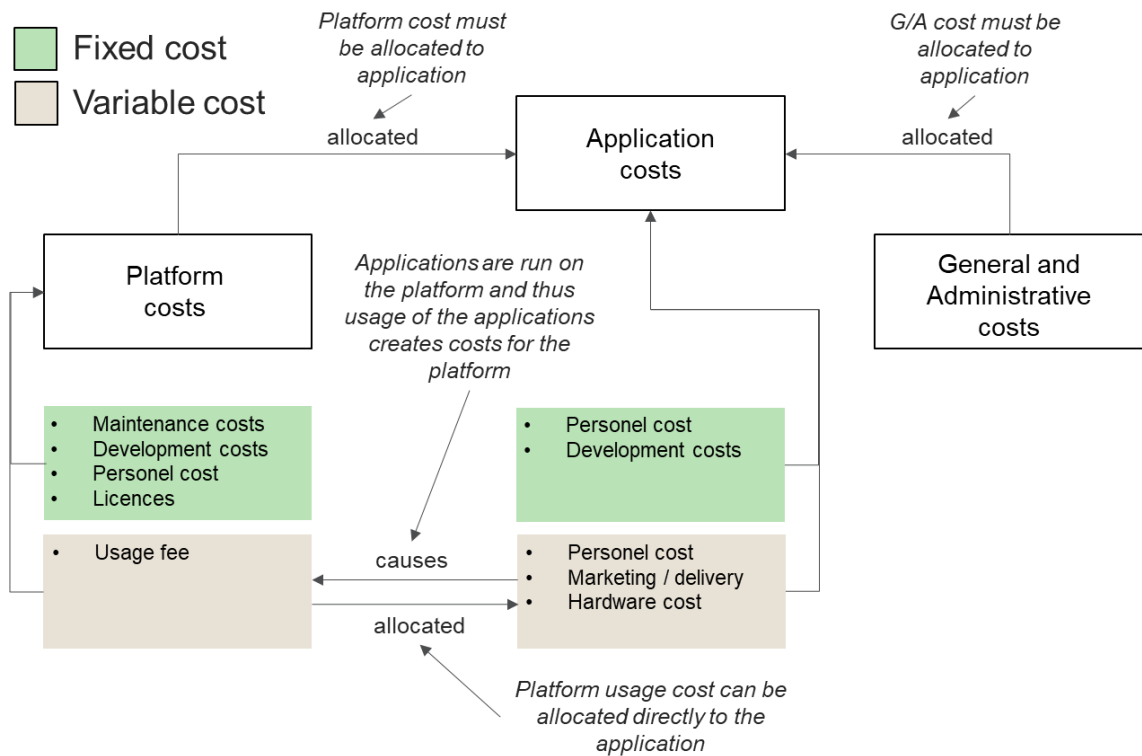 Fixed cost
Variable cost
Platform cost must
be allocated to
application
G/A cost must be
allocated to
application
allocated
allocated
Application
costs
Platform
costs
Applications are run on
the platform and thus
usage of the applications
creates costs for the
platform
General and
Administrative
costs
• Maintenance costs
• Development costs
• Personel cost
• Licences
• Personel cost
• Development costs
• Usage fee
causes
allocated
• Personel cost
• Marketing / delivery
• Hardware cost
Platform usage cost can be
allocated directly to the
application